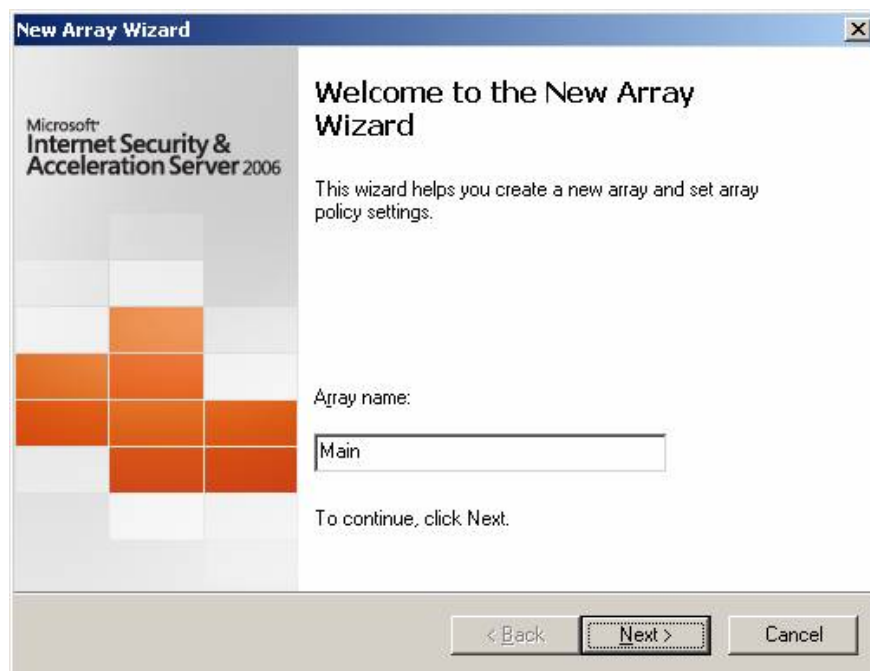 New Array Wizard
Microsoft
Internet Security &
Acceleration Server 2006
Welcome to the New Array
Wizard
This wizard helps you create a new array and set array
policy settings.
Array name:
Main
To continue, click Next.
< Back
Next >
Cancel